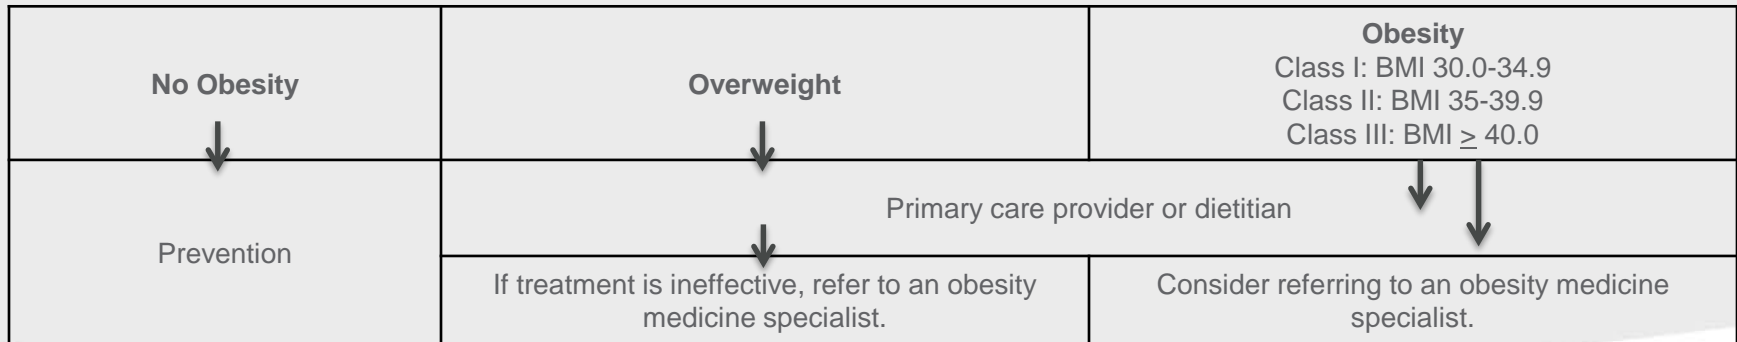 No Obesity
Overweight
Obesity
Class I: BMI 30.0-34.9
Class II: BMI 35-39.9
Class III: BMI ≥ 40.0
Prevention
Primary care provider or dietitian
If treatment is ineffective, refer to an obesity
medicine specialist.
Consider referring to an obesity medicine
specialist.